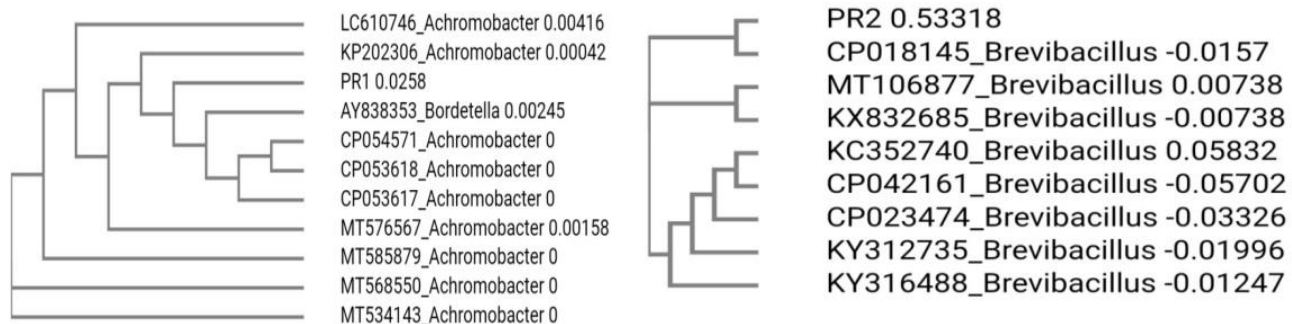 LC610746_Achromobacter 0.00416
KP202306_Achromobacter 0.00042
PR1 0.0258
AY838353_Bordetella 0.00245
CP054571_Achromobacter 0
CP053618_Achromobacter 0
CP053617_Achromobacter 0
MT576567_Achromobacter 0.00158
MT585879_Achromobacter 0
MT568550_Achromobacter 0
MT534143_Achromobacter 0
PR2 0.53318
CP018145_Brevibacillus -0.0157
MT106877_Brevibacillus 0.00738
KX832685_Brevibacillus -0.00738
KC352740_Brevibacillus 0.05832
CP042161_Brevibacillus -0.05702
CP023474_Brevibacillus -0.03326
KY312735_Brevibacillus -0.01996
KY316488_Brevibacillus -0.01247